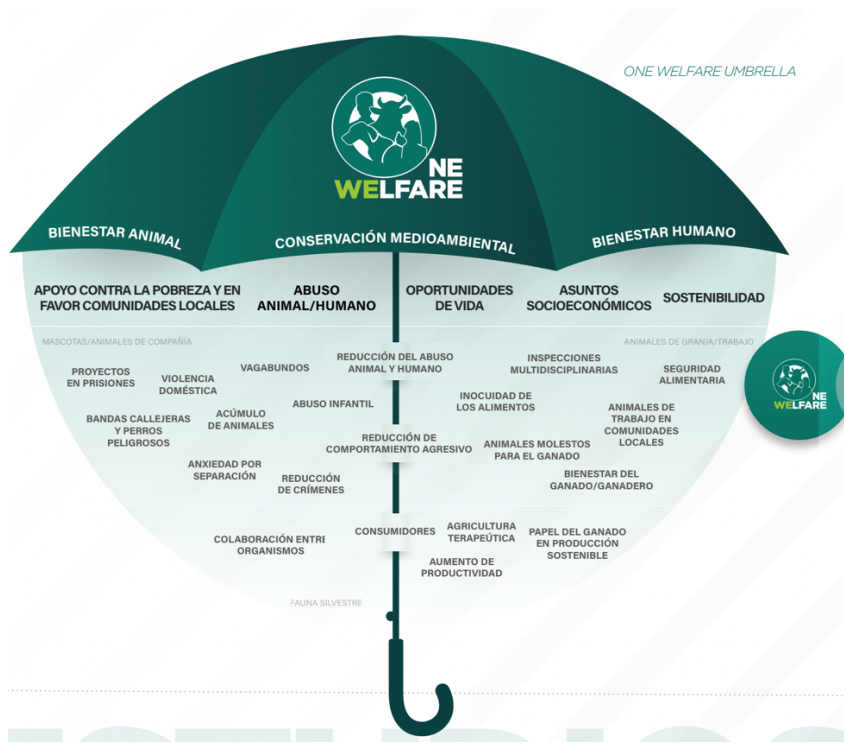 ONE WELFARE UMBRELLA
NE
WELFARE
BIENESTAR ANIMAL
CONSERVACIÓN MEDIOAMBIENTAL
BIENESTAR HUMANO
APOYO CONTRA LA POBREZA Y EN
FAVOR COMUNIDADES LOCALES
ABUSO
ANIMAL/HUMANO
OPORTUNIDADES
DE VIDA
ASUNTOS
SOCIOECONÓMICOS
SOSTENIBILIDAD
MASCOTAS/ANIMALES DE COMPAÑÍA
ANIMALES DE GRANJA/TRABAJO
PROYECTOS
EN PRISIONES
VIOLENCIA
DOMÉSTICA
VAGABUNDOS
REDUCCIÓN DEL ABUSO
ANIMAL Y HUMANO
INSPECCIONES
MULTIDISCIPLINARIAS
SEGURIDAD
ALIMENTARIA
NE
WELFARE
BANDAS CALLEJERAS
Y PERROS
PELIGROSOS
ACÚMULO
DE ANIMALES
ABUSO INFANTIL
INOCUIDAD DE
LOS ALIMENTOS
ANIMALES DE
TRABAJO EN
COMUNIDADES
LOCALES
REDUCCIÓN DE
COMPORTAMIENTO AGRESIVO
ANIMALES MOLESTOS
PARA EL GANADO
ANXIEDAD POR
SEPARACIÓN
REDUCCIÓN
DE CRÍMENES
BIENESTAR DEL
GANADO/GANADERO
COLABORACIÓN ENTRE
ORGANISMOS
CONSUMIDORES
AGRICULTURA
TERAPEÚTICA
PAPEL DEL GANADO
EN PRODUCCIÓN
SOSTENIBLE
AUMENTO DE
PRODUCTIVIDAD
FAUNA SILVESTRE